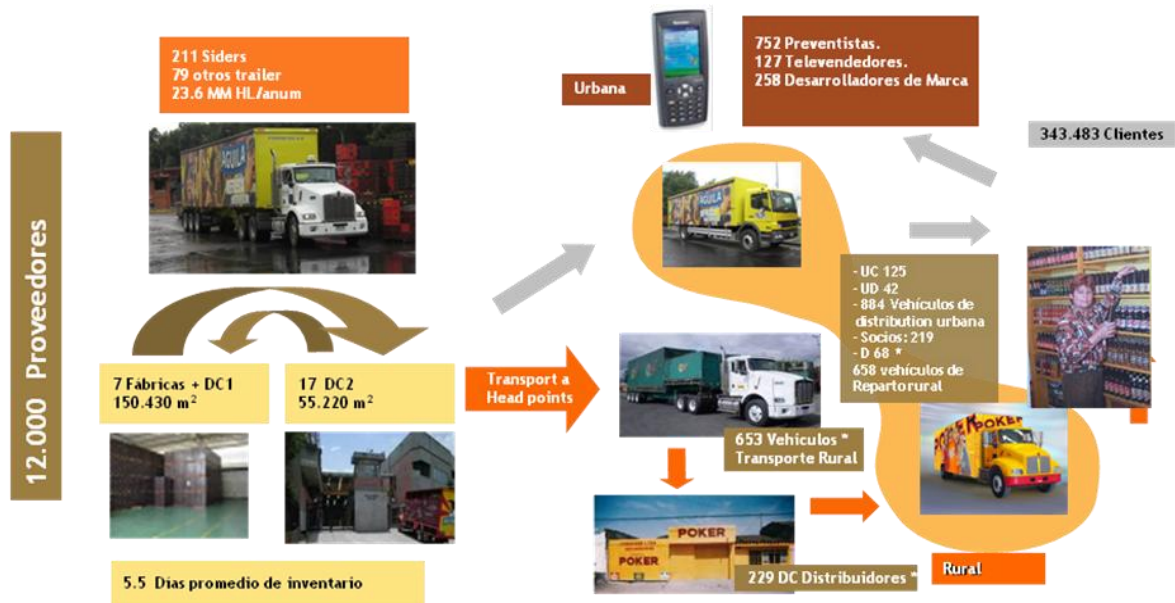 12.000 Proveedores
211 Siders
79 otros trailer
23.6 MM HL/anum
AGUILA
7 Fábricas + DC1
150.430 m²
17 DC2
55.220 m²
5.5 Días promedio de inventario
Transport a
Head points
Urbana
752 Preventistas.
127 Televendedores.
258 Desarrolladores de Marca
343.483 Clientes
AGUILA
- UC 125
- UD 42
- 884 Vehículos de
distribution urbana
- Socios: 219
- D 68 *
658 vehículos de
Reparto rural
653 Vehículos *
Transporte Rural
POKER
POKER
229 DC Distribuidores *
POKER
Rural